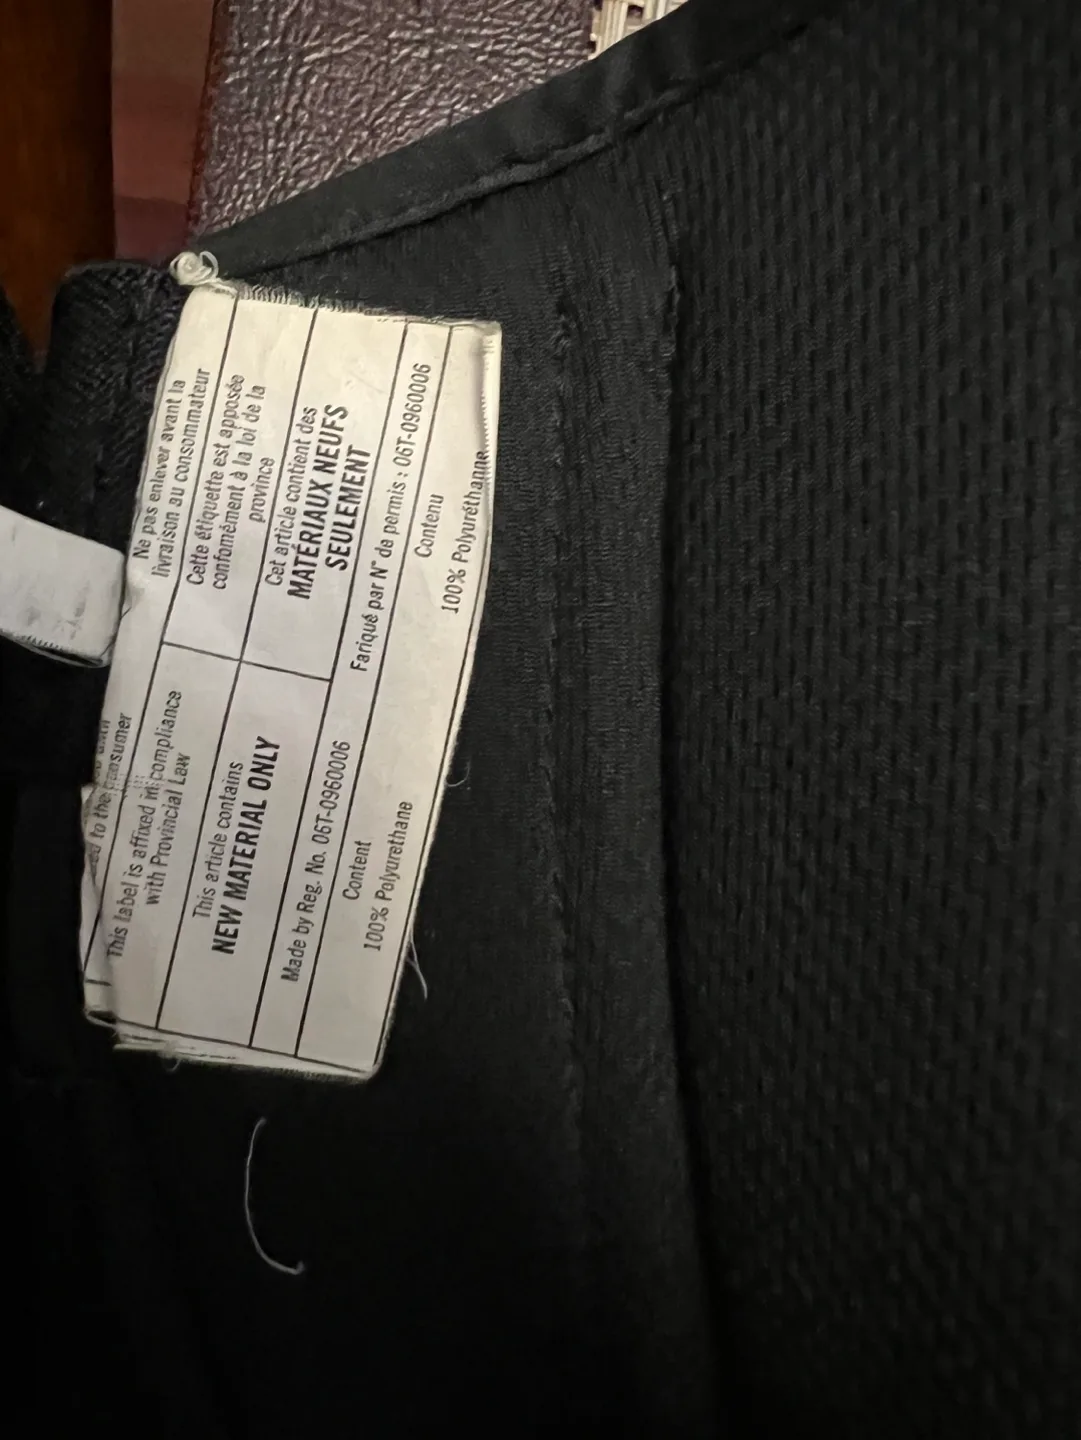 to the consumer
This label is affixed in compliance
with Provincial Law
This article contains
NEW MATERIAL ONLY
Made by Reg. No. 06T-0960006
Content
100% Polyurethane
Ne pas enlever avant la
livraison au consommateur
Cette étiquette est apposée
confomément à la loi de la
province
Cet article contient des
MATÉRIAUX NEUFS
SEULEMENT
Fariqué par N° de permis : 06T-0960006
Contenu
100% Polyuréthanne